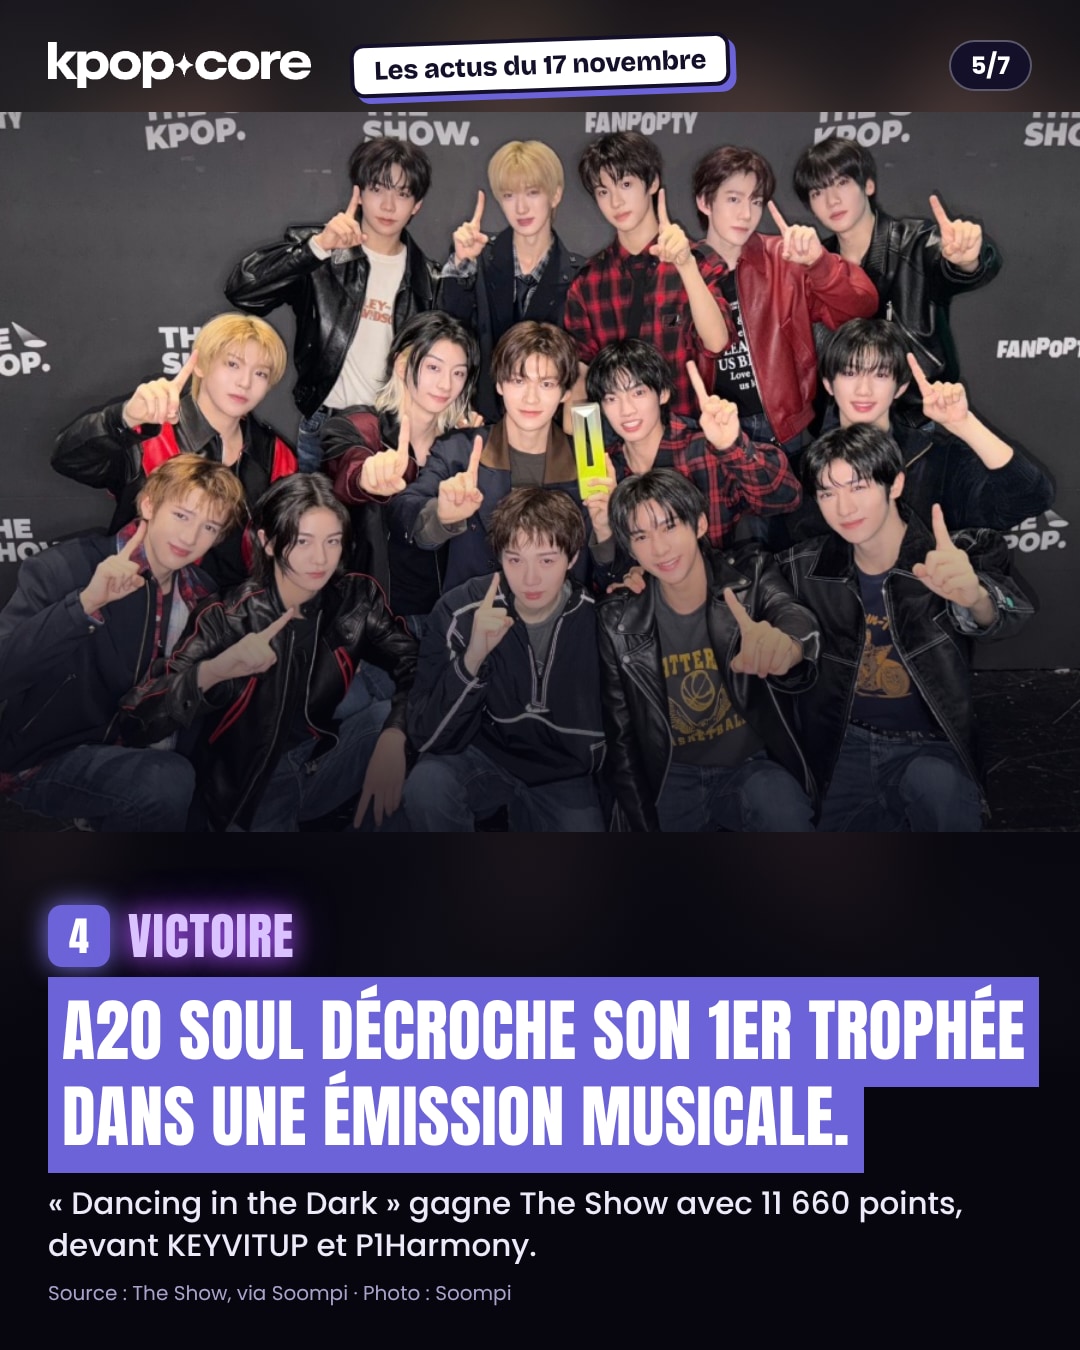 kpop✦core
Les actus du 17 novembre
5/7
KPOP.
SHOW.
FANPOPTY
KPOP.
FANPOPT
4
VICTOIRE
A2O SOUL DÉCROCHE SON 1ER TROPHÉE
DANS UNE ÉMISSION MUSICALE.
« Dancing in the Dark » gagne The Show avec 11 660 points,
devant KEYVITUP et P1Harmony.
Source : The Show, via Soompi · Photo : Soompi